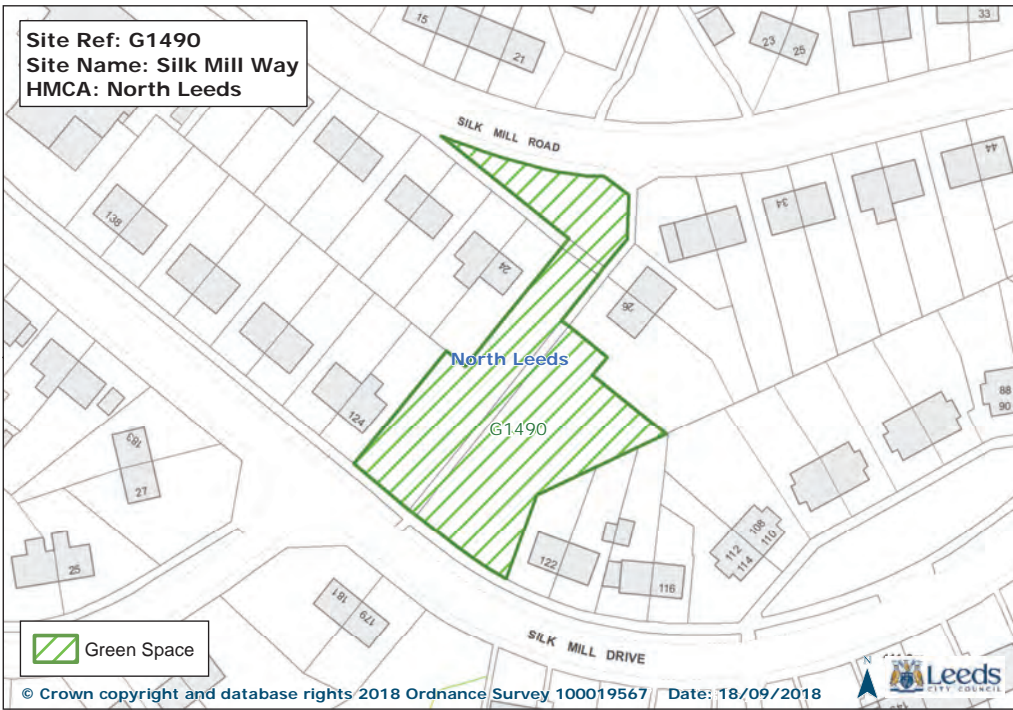 Site Ref: G1490
Site Name: Silk Mill Way
HMCA: North Leeds
15
21
23
25
33
SILK MILL ROAD
44
34
138
24
26
North Leeds
124
G1490
88
90
183
27
108
110
112
114
122
116
25
181
179
SILK MILL DRIVE
Green Space
N
Leeds
CITY COUNCIL
© Crown copyright and database rights 2018 Ordnance Survey 100019567 Date: 18/09/2018